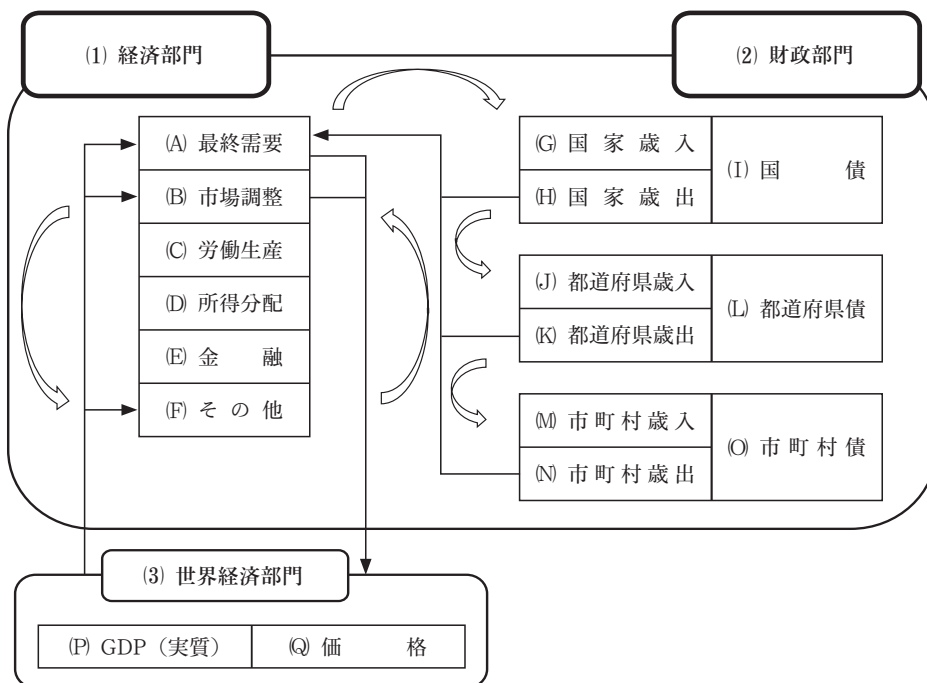 ⑴ 経済部門
⑵ 財政部門
(A) 最終需要
(B) 市場調整
(C) 労働生産
(D) 所得分配
(E) 金融
(F) その他
(G) 国家歳入
(H) 国家歳出
(I) 国債
(J) 都道府県歳入
(K) 都道府県歳出
(L) 都道府県債
(M) 市町村歳入
(N) 市町村歳出
(O) 市町村債
⑶ 世界経済部門
(P) GDP（実質）
(Q) 価格